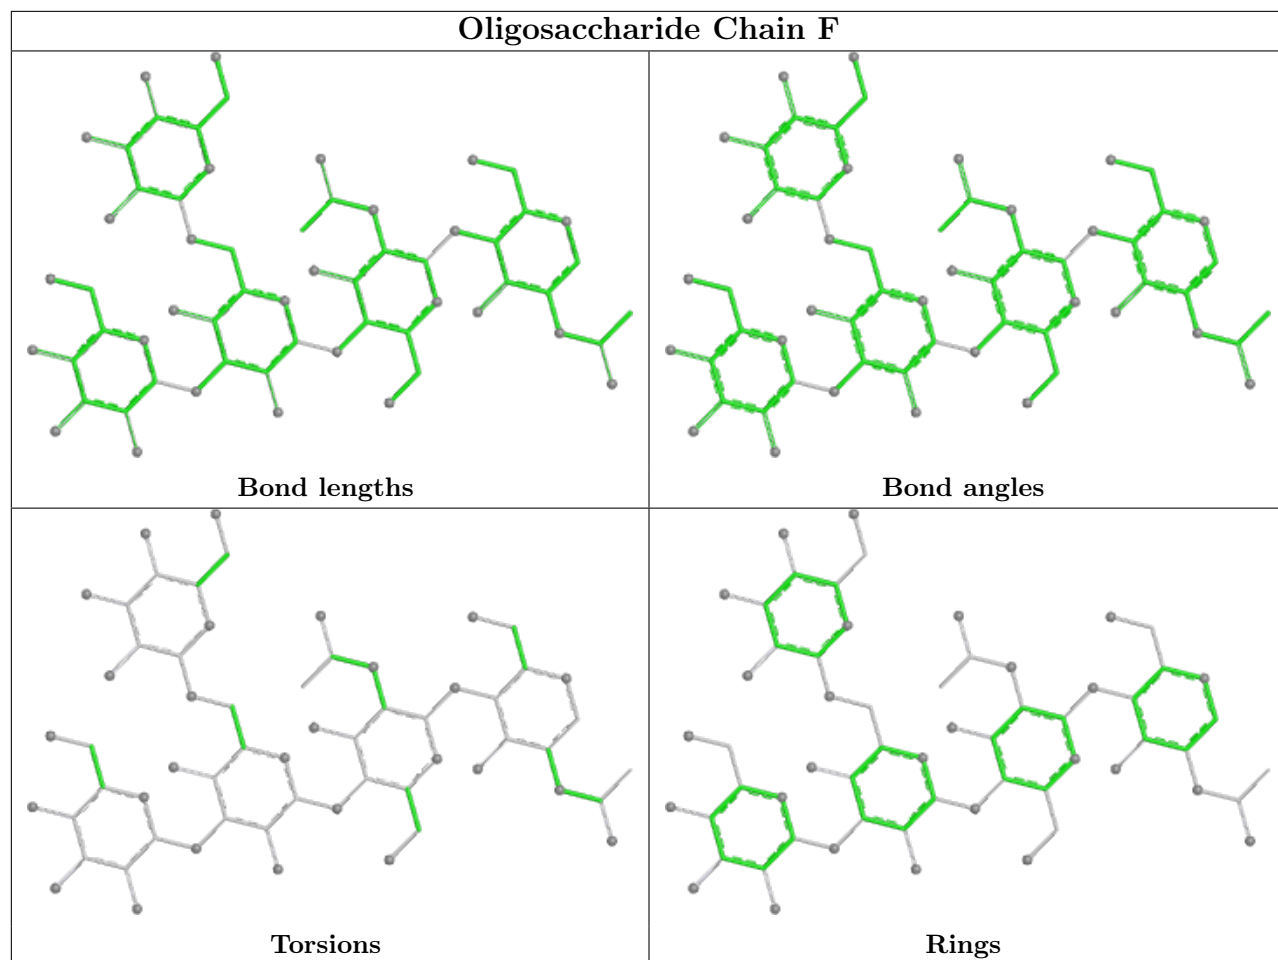 Oligosaccharide Chain F
Bond lengths
Bond angles
Torsions
Rings